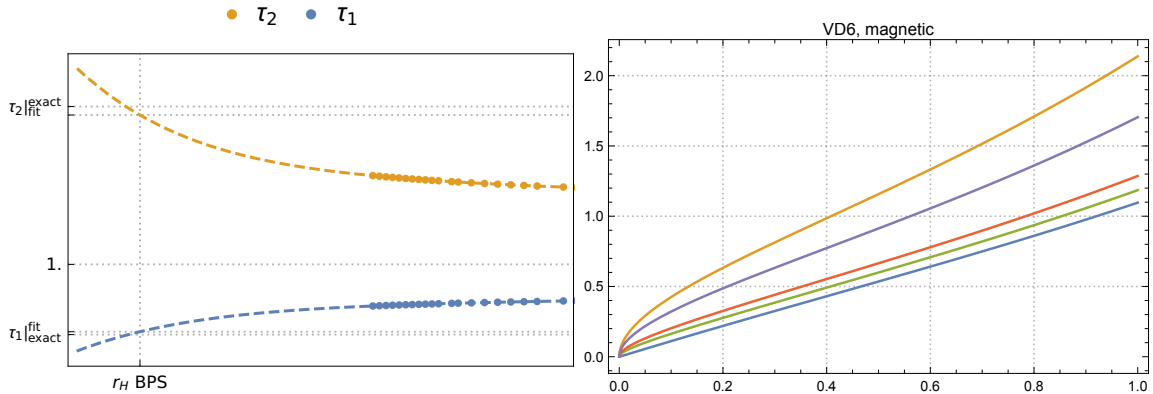 τ₂ τ₁
τ₂|exact fit
1.
τ₁|fit exact
r_H BPS
VD6, magnetic
2.0
1.5
1.0
0.5
0.0
0.0 0.2 0.4 0.6 0.8 1.0